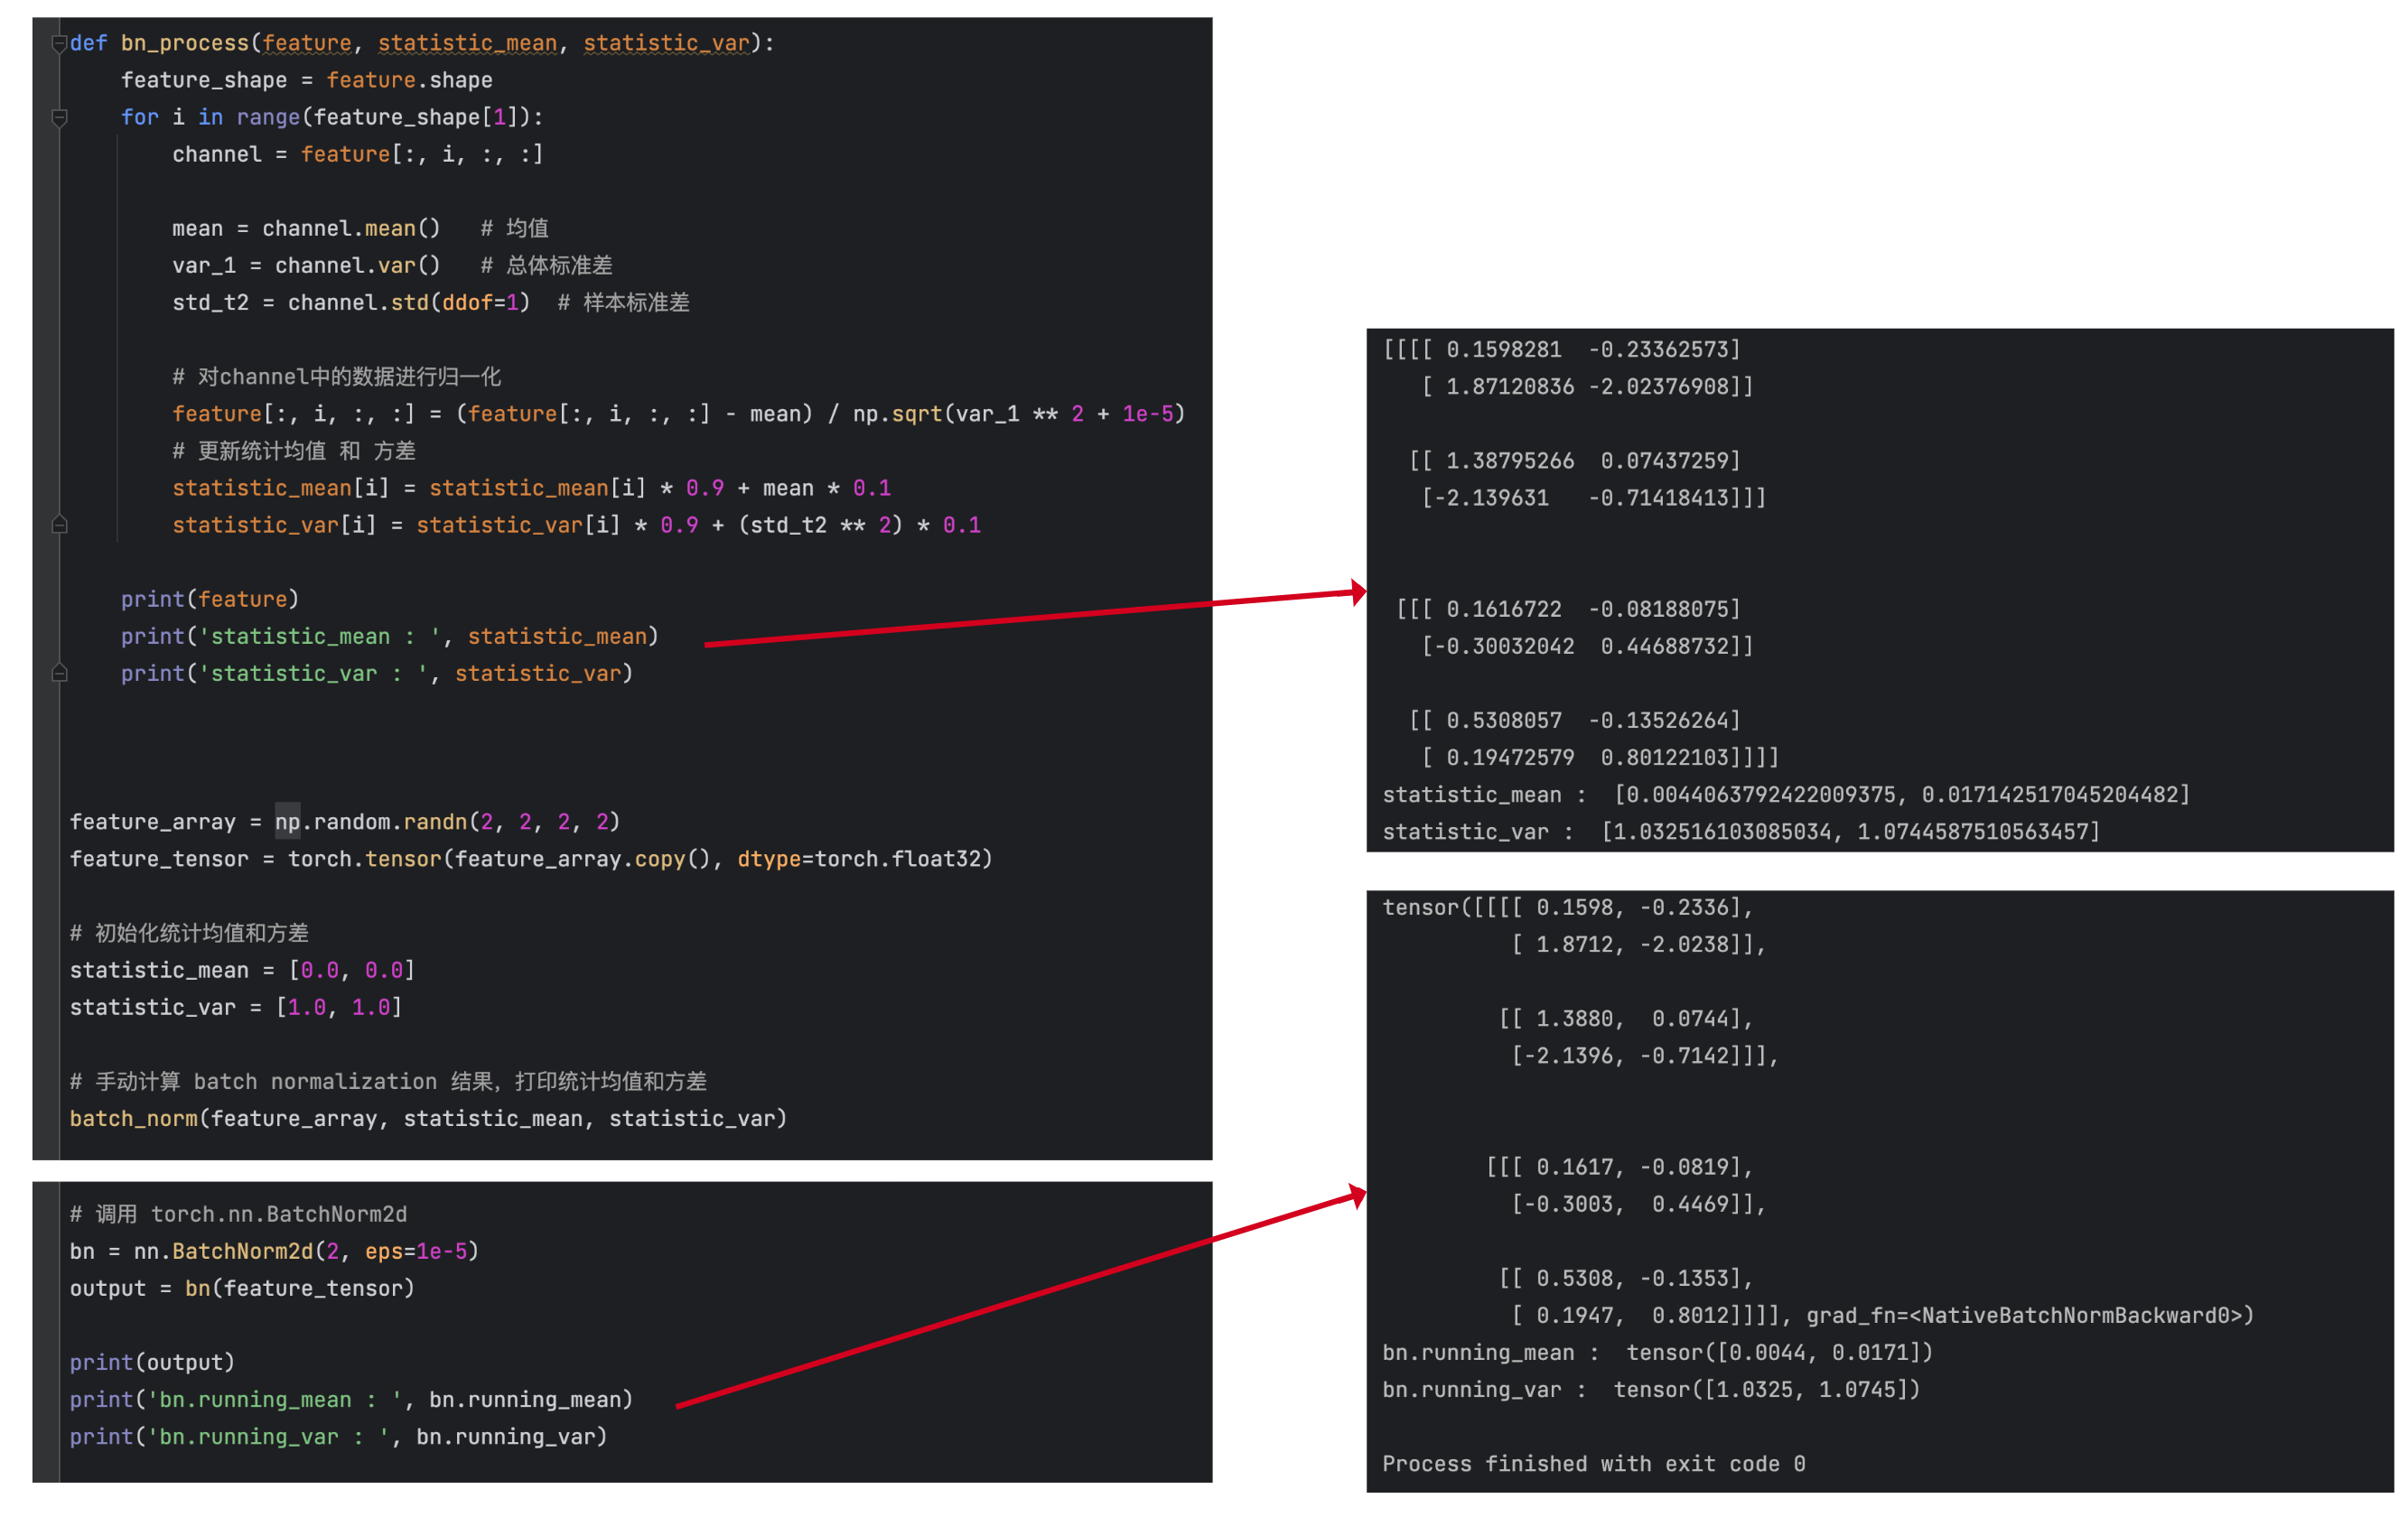 def bn_process(feature, statistic_mean, statistic_var):
    feature_shape = feature.shape
    for i in range(feature_shape[1]):
        channel = feature[:, i, :, :]
        mean = channel.mean()   # 均值
        var_1 = channel.var()   # 总体标准差
        std_t2 = channel.std(ddof=1)  # 样本标准差
        # 对channel中的数据进行归一化
        feature[:, i, :, :] = (feature[:, i, :, :] - mean) / np.sqrt(var_1 ** 2 + 1e-5)
        # 更新统计均值 和 方差
        statistic_mean[i] = statistic_mean[i] * 0.9 + mean * 0.1
        statistic_var[i] = statistic_var[i] * 0.9 + (std_t2 ** 2) * 0.1
    print(feature)
    print('statistic_mean : ', statistic_mean)
    print('statistic_var : ', statistic_var)
feature_array = np.random.randn(2, 2, 2, 2)
feature_tensor = torch.tensor(feature_array.copy(), dtype=torch.float32)
# 初始化统计均值和方差
statistic_mean = [0.0, 0.0]
statistic_var = [1.0, 1.0]
# 手动计算 batch normalization 结果，打印统计均值和方差
batch_norm(feature_array, statistic_mean, statistic_var)
# 调用 torch.nn.BatchNorm2d
bn = nn.BatchNorm2d(2, eps=1e-5)
output = bn(feature_tensor)
print(output)
print('bn.running_mean : ', bn.running_mean)
print('bn.running_var : ', bn.running_var)
[[[[ 0.1598281  -0.23362573]
   [ 1.87120836 -2.02376908]]
  [[ 1.38795266  0.07437259]
   [-2.139631   -0.71418413]]]
 [[[ 0.1616722  -0.08188075]
   [-0.30032042  0.44688732]]
  [[ 0.5308057  -0.13526264]
   [ 0.19472579  0.80122103]]]]
statistic_mean :  [0.0044063792422009375, 0.017142517045204482]
statistic_var :  [1.032516103085034, 1.0744587510563457]
tensor([[[[ 0.1598, -0.2336],
          [ 1.8712, -2.0238]],
         [[ 1.3880,  0.0744],
          [-2.1396, -0.7142]]],
        [[[ 0.1617, -0.0819],
          [-0.3003,  0.4469]],
         [[ 0.5308, -0.1353],
          [ 0.1947,  0.8012]]]], grad_fn=<NativeBatchNormBackward0>)
bn.running_mean :  tensor([0.0044, 0.0171])
bn.running_var :  tensor([1.0325, 1.0745])
Process finished with exit code 0